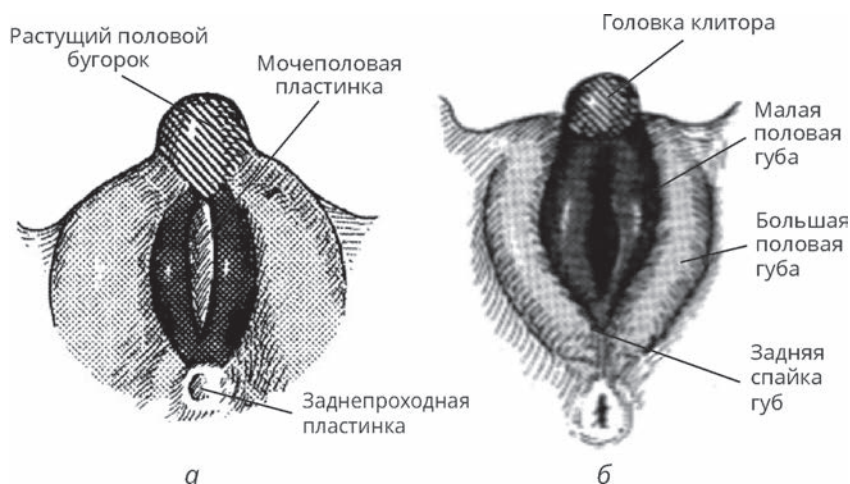 Растущий половой
бугорок
Мочеполовая
пластинка
Заднепроходная
пластинка
а
Головка клитора
Малая
половая
губа
Большая
половая
губа
Задняя
спайка
губ
б